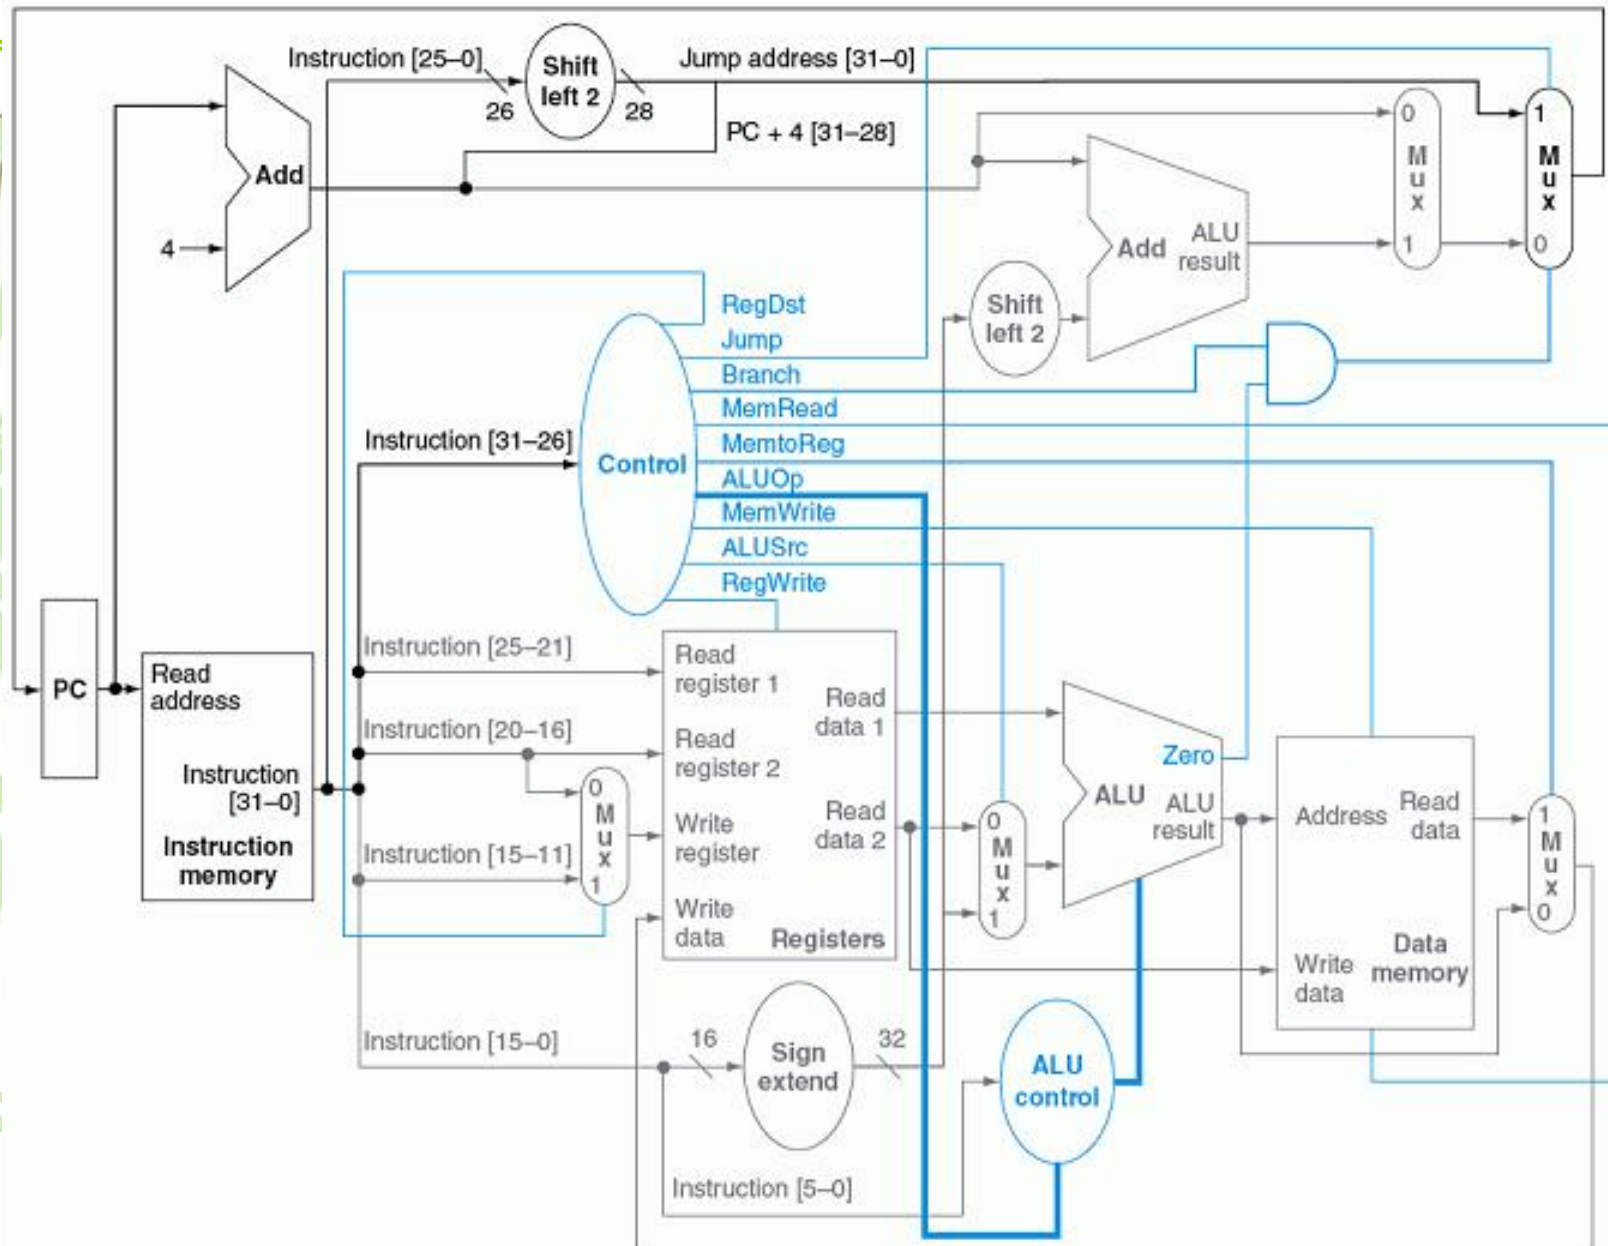 Instruction [25–0]
26
Shift
left 2
28
Jump address [31–0]
PC + 4 [31–28]
Add
4
0
M
u
x
1
1
M
u
x
0
Add
ALU
result
Shift
left 2
RegDst
Jump
Branch
MemRead
MemtoReg
ALUOp
MemWrite
ALUSrc
RegWrite
Instruction [31–26]
Control
PC
Read
address
Instruction
[31–0]
Instruction
memory
Instruction [25–21]
Instruction [20–16]
Instruction [15–11]
0
M
u
x
1
Read
register 1
Read
register 2
Write
register
Write
data
Read
data 1
Read
data 2
Registers
0
M
u
x
1
Zero
ALU
ALU
result
Address
Read
data
Write
data
Data
memory
1
M
u
x
0
Instruction [15–0]
16
Sign
extend
32
ALU
control
Instruction [5–0]